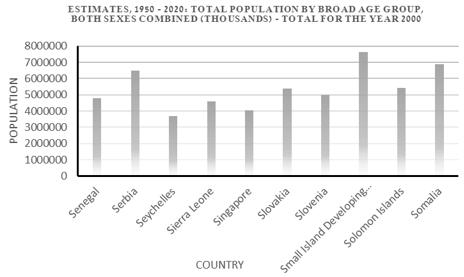 ESTIMATES, 1950 - 2020: TOTAL POPULATION BY BROAD AGE GROUP,
BOTH SEXES COMBINED (THOUSANDS) - TOTAL FOR THE YEAR 2000
8000000
7000000
6000000
5000000
4000000
3000000
2000000
1000000
0
POPULATION
Senegal
Serbia
Seychelles
Sierra Leone
Singapore
Slovakia
Slovenia
Small Island Developing...
Solomon Islands
Somalia
COUNTRY